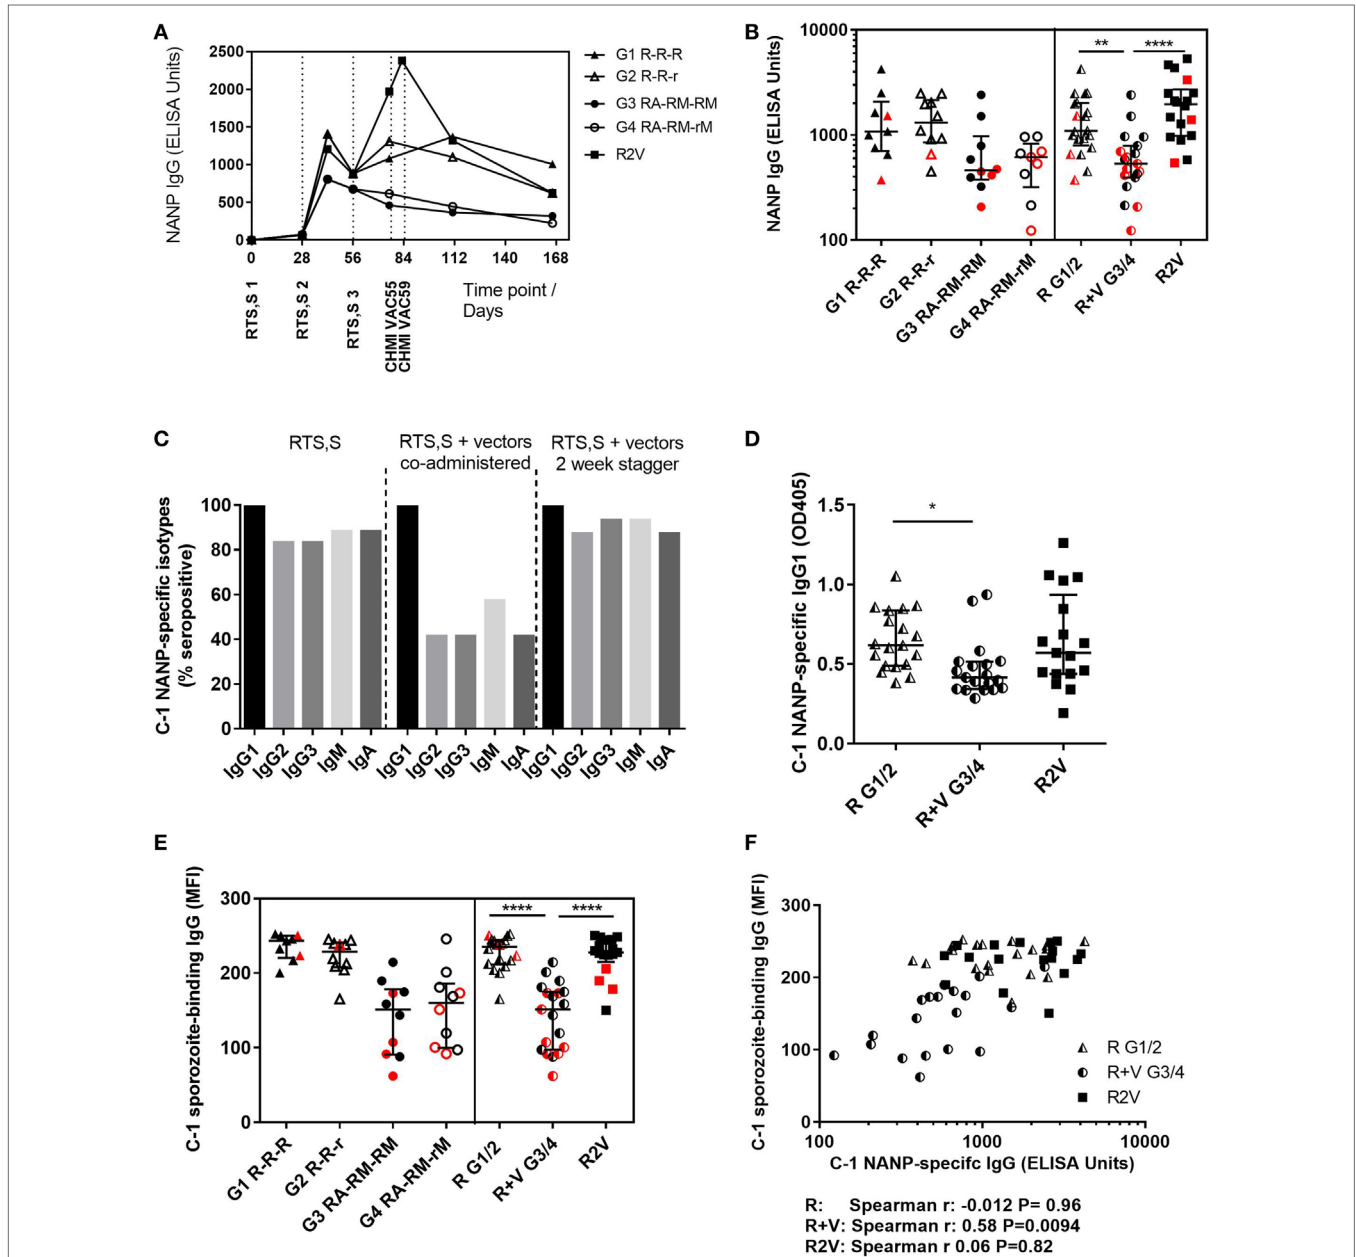 A
NANP IgG (ELISA Units)
2500
2000
1500
1000
500
0
0 28 56 84 112 140 168
RTS,S 1
RTS,S 2
RTS,S 3
CHMI VAC55
CHMI VAC59
Time point /
Days
G1 R-R-R
G2 R-R-r
G3 RA-RM-RM
G4 RA-RM-rM
R2V
B
NANP IgG (ELISA Units)
10000
1000
100
** ****
G1 R-R-R
G2 R-R-r
G3 RA-RM-RM
G4 RA-RM-rM
R G1/2
R+V G3/4
R2V
C
RTS,S
RTS,S + vectors
co-administered
RTS,S + vectors
2 week stagger
C-1 NANP-specific isotypes
(% seropositive)
100
80
60
40
20
0
IgG1 IgG2 IgG3 IgM IgA IgG1 IgG2 IgG3 IgM IgA IgG1 IgG2 IgG3 IgM IgA
D
C-1 NANP-specific IgG1 (OD405)
1.5
1.0
0.5
0.0
*
R G1/2
R+V G3/4
R2V
E
C-1 sporozoite-binding IgG (MFI)
300
200
100
0
**** ****
G1 R-R-R
G2 R-R-r
G3 RA-RM-RM
G4 RA-RM-rM
R G1/2
R+V G3/4
R2V
F
C-1 sporozoite-binding IgG (MFI)
300
200
100
0
R G1/2
R+V G3/4
R2V
100 1000 10000
C-1 NANP-specifc IgG (ELISA Units)
R: Spearman r: -0.012 P= 0.96
R+V: Spearman r: 0.58 P=0.0094
R2V: Spearman r 0.06 P=0.82